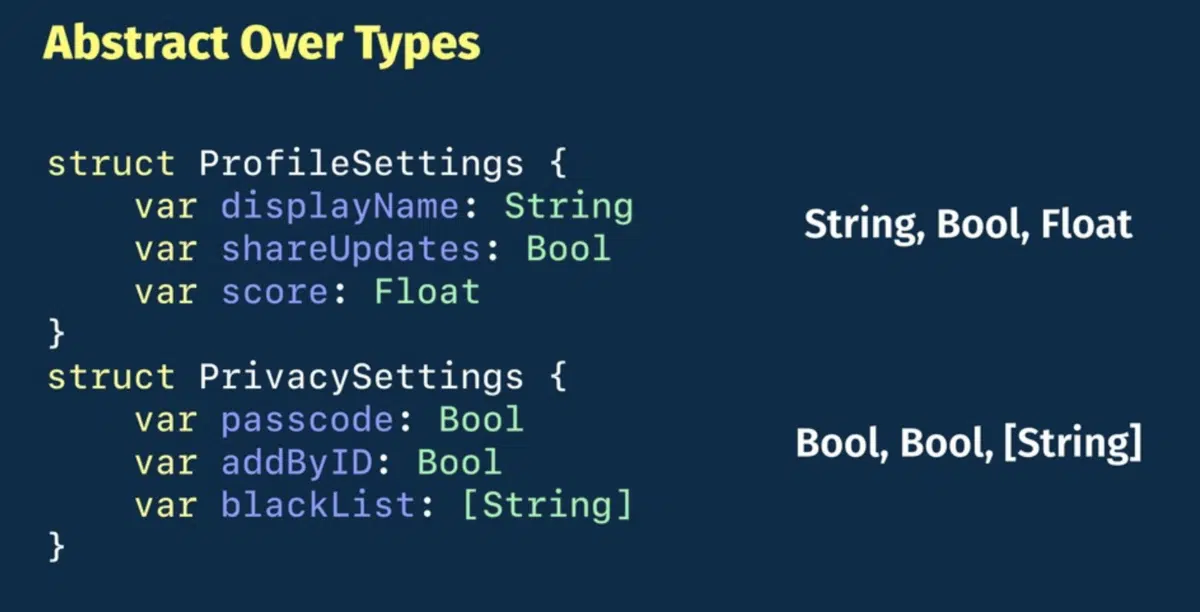 Abstract Over Types
struct ProfileSettings {
    var displayName: String
    var shareUpdates: Bool
    var score: Float
}
String, Bool, Float
struct PrivacySettings {
    var passcode: Bool
    var addByID: Bool
    var blackList: [String]
}
Bool, Bool, [String]